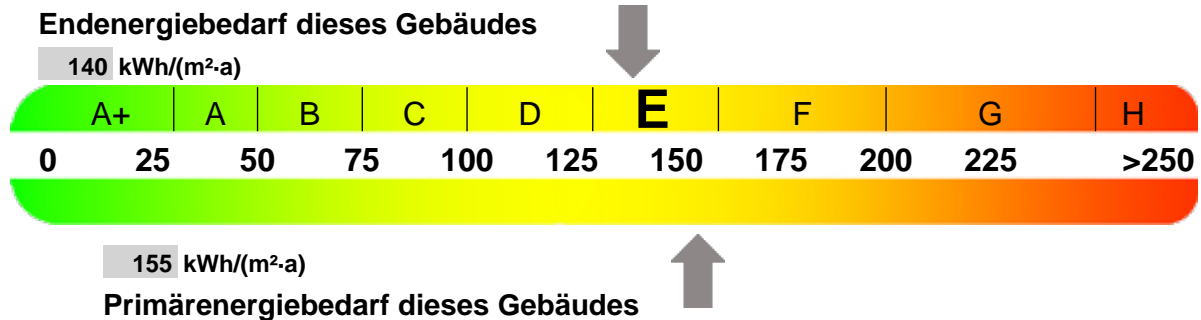 Endenergiebedarf dieses Gebäudes
140 kWh/(m²·a)
A+ A B C D E F G H
0 25 50 75 100 125 150 175 200 225 >250
155 kWh/(m²·a)
Primärenergiebedarf dieses Gebäudes